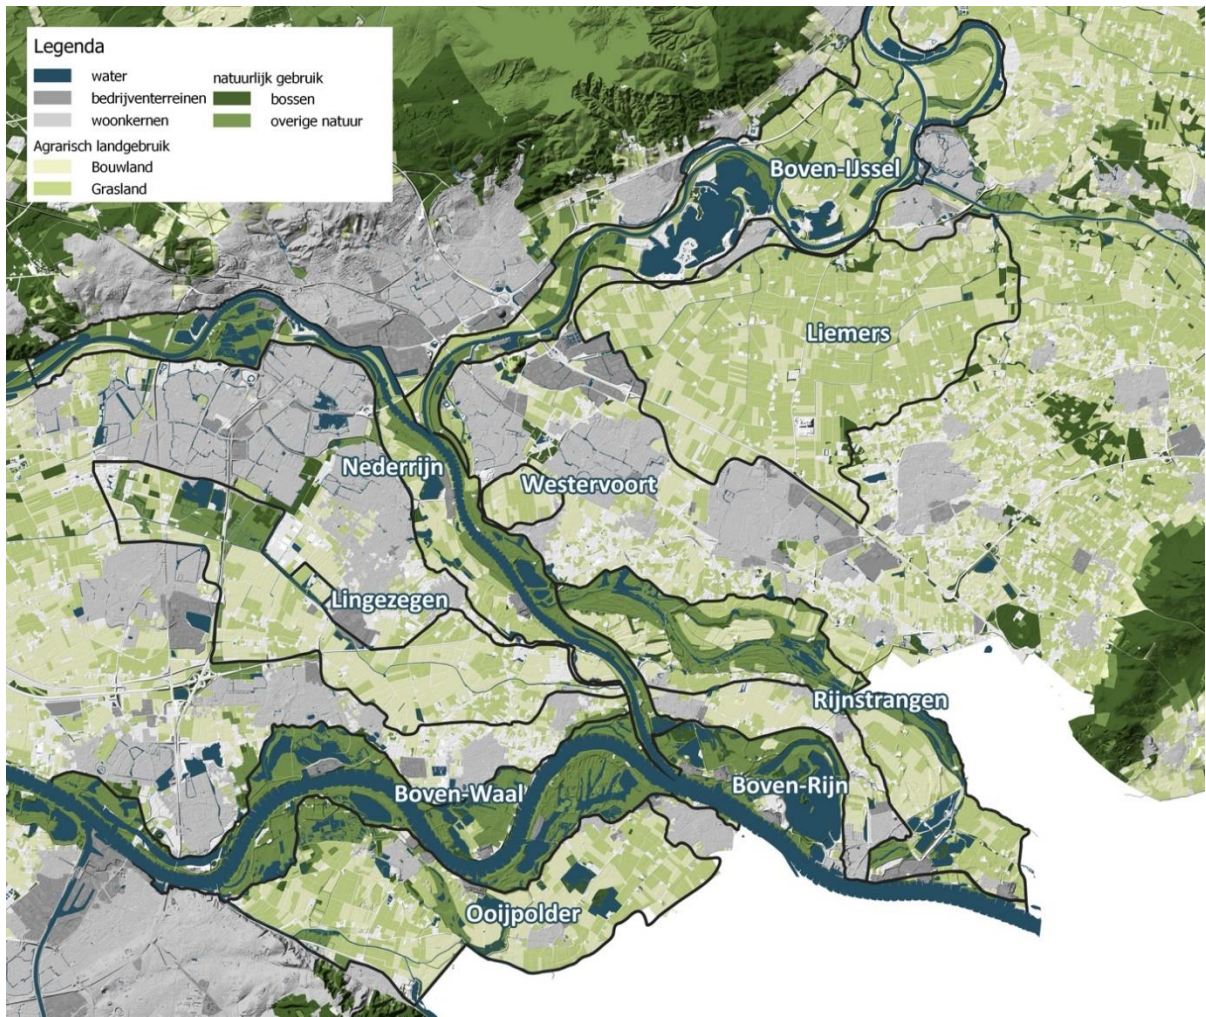 Legenda
water
bedrijventerreinen
woonkernen
natuurlijk gebruik
bossen
overige natuur
Agrarisch landgebruik
Bouwland
Grasland
Boven-IJssel
Liemers
Nederrijn
Westervoort
Lingezegen
Rijnstrangen
Boven-Rijn
Boven-Waal
Ooijpolder